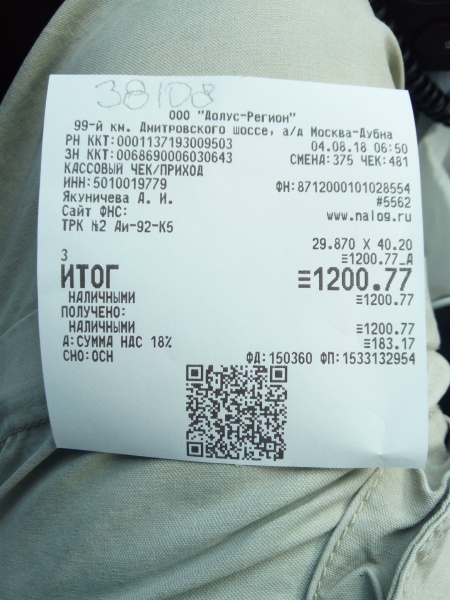 38108
ООО "Долус-Регион"
99-й км. Дмитровского шоссе, а/д Москва-Дубна
РН ККТ:0001137193009503 04.08.18 06:50
ЗН ККТ:0068690006030643 СМЕНА:375 ЧЕК:481
КАССОВЫЙ ЧЕК/ПРИХОД
ИНН:5010019779 ФН:8712000101028554
Якуничева А. И. #5562
Сайт ФНС: www.nalog.ru
ТРК №2 Аи-92-К5
29.870 X 40.20
3 ≡1200.77_А
ИТОГ ≡1200.77
НАЛИЧНЫМИ ≡1200.77
ПОЛУЧЕНО:
НАЛИЧНЫМИ ≡1200.77
А:СУММА НДС 18% ≡183.17
СНО:ОСН ФД:150360 ФП:1533132954